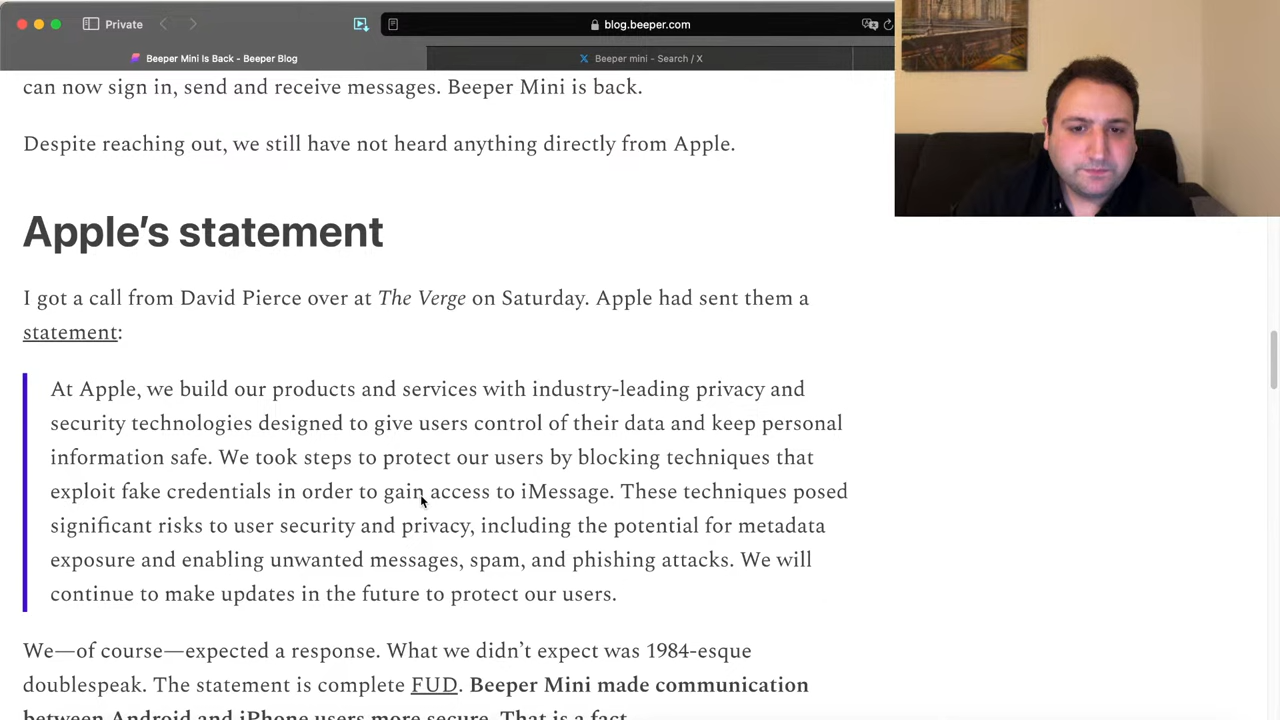 Private
blog.beeper.com
Beeper Mini Is Back - Beeper Blog
Beeper mini - Search / X
can now sign in, send and receive messages. Beeper Mini is back.
Despite reaching out, we still have not heard anything directly from Apple.
Apple’s statement
I got a call from David Pierce over at The Verge on Saturday. Apple had sent them a
statement:
At Apple, we build our products and services with industry-leading privacy and
security technologies designed to give users control of their data and keep personal
information safe. We took steps to protect our users by blocking techniques that
exploit fake credentials in order to gain access to iMessage. These techniques posed
significant risks to user security and privacy, including the potential for metadata
exposure and enabling unwanted messages, spam, and phishing attacks. We will
continue to make updates in the future to protect our users.
We—of course—expected a response. What we didn’t expect was 1984-esque
doublespeak. The statement is complete FUD. Beeper Mini made communication
between Android and iPhone users more secure. That is a fact.